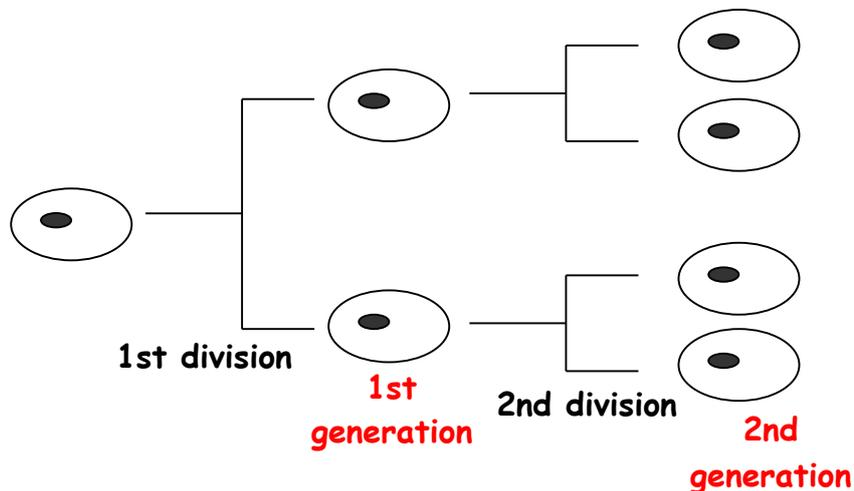 1st division
1st
generation
2nd division
2nd
generation